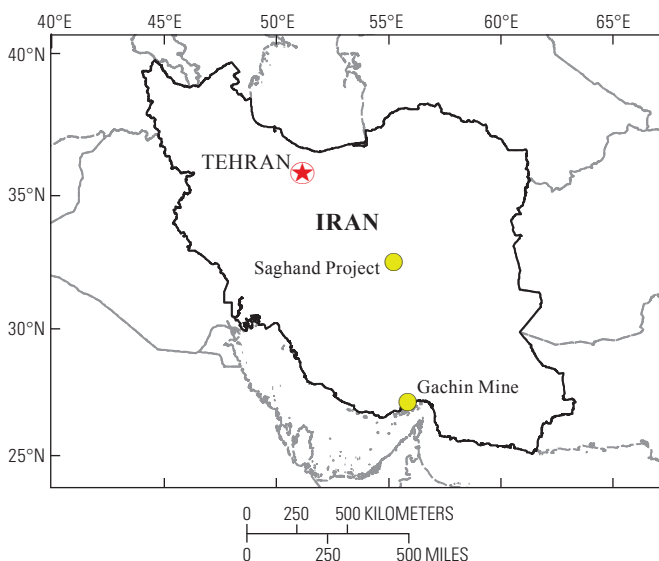 40°E 45°E 50°E 55°E 60°E 65°E
40°N
TEHRAN
35°N
IRAN
Saghand Project
30°N
Gachin Mine
25°N
0 250 500 KILOMETERS
0 250 500 MILES